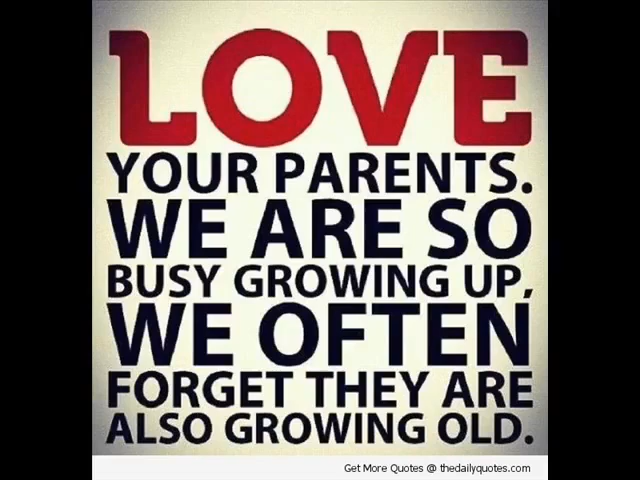 LOVE
YOUR PARENTS.
WE ARE SO
BUSY GROWING UP,
WE OFTEN
FORGET THEY ARE
ALSO GROWING OLD.
Get More Quotes @ thedailyquotes.com